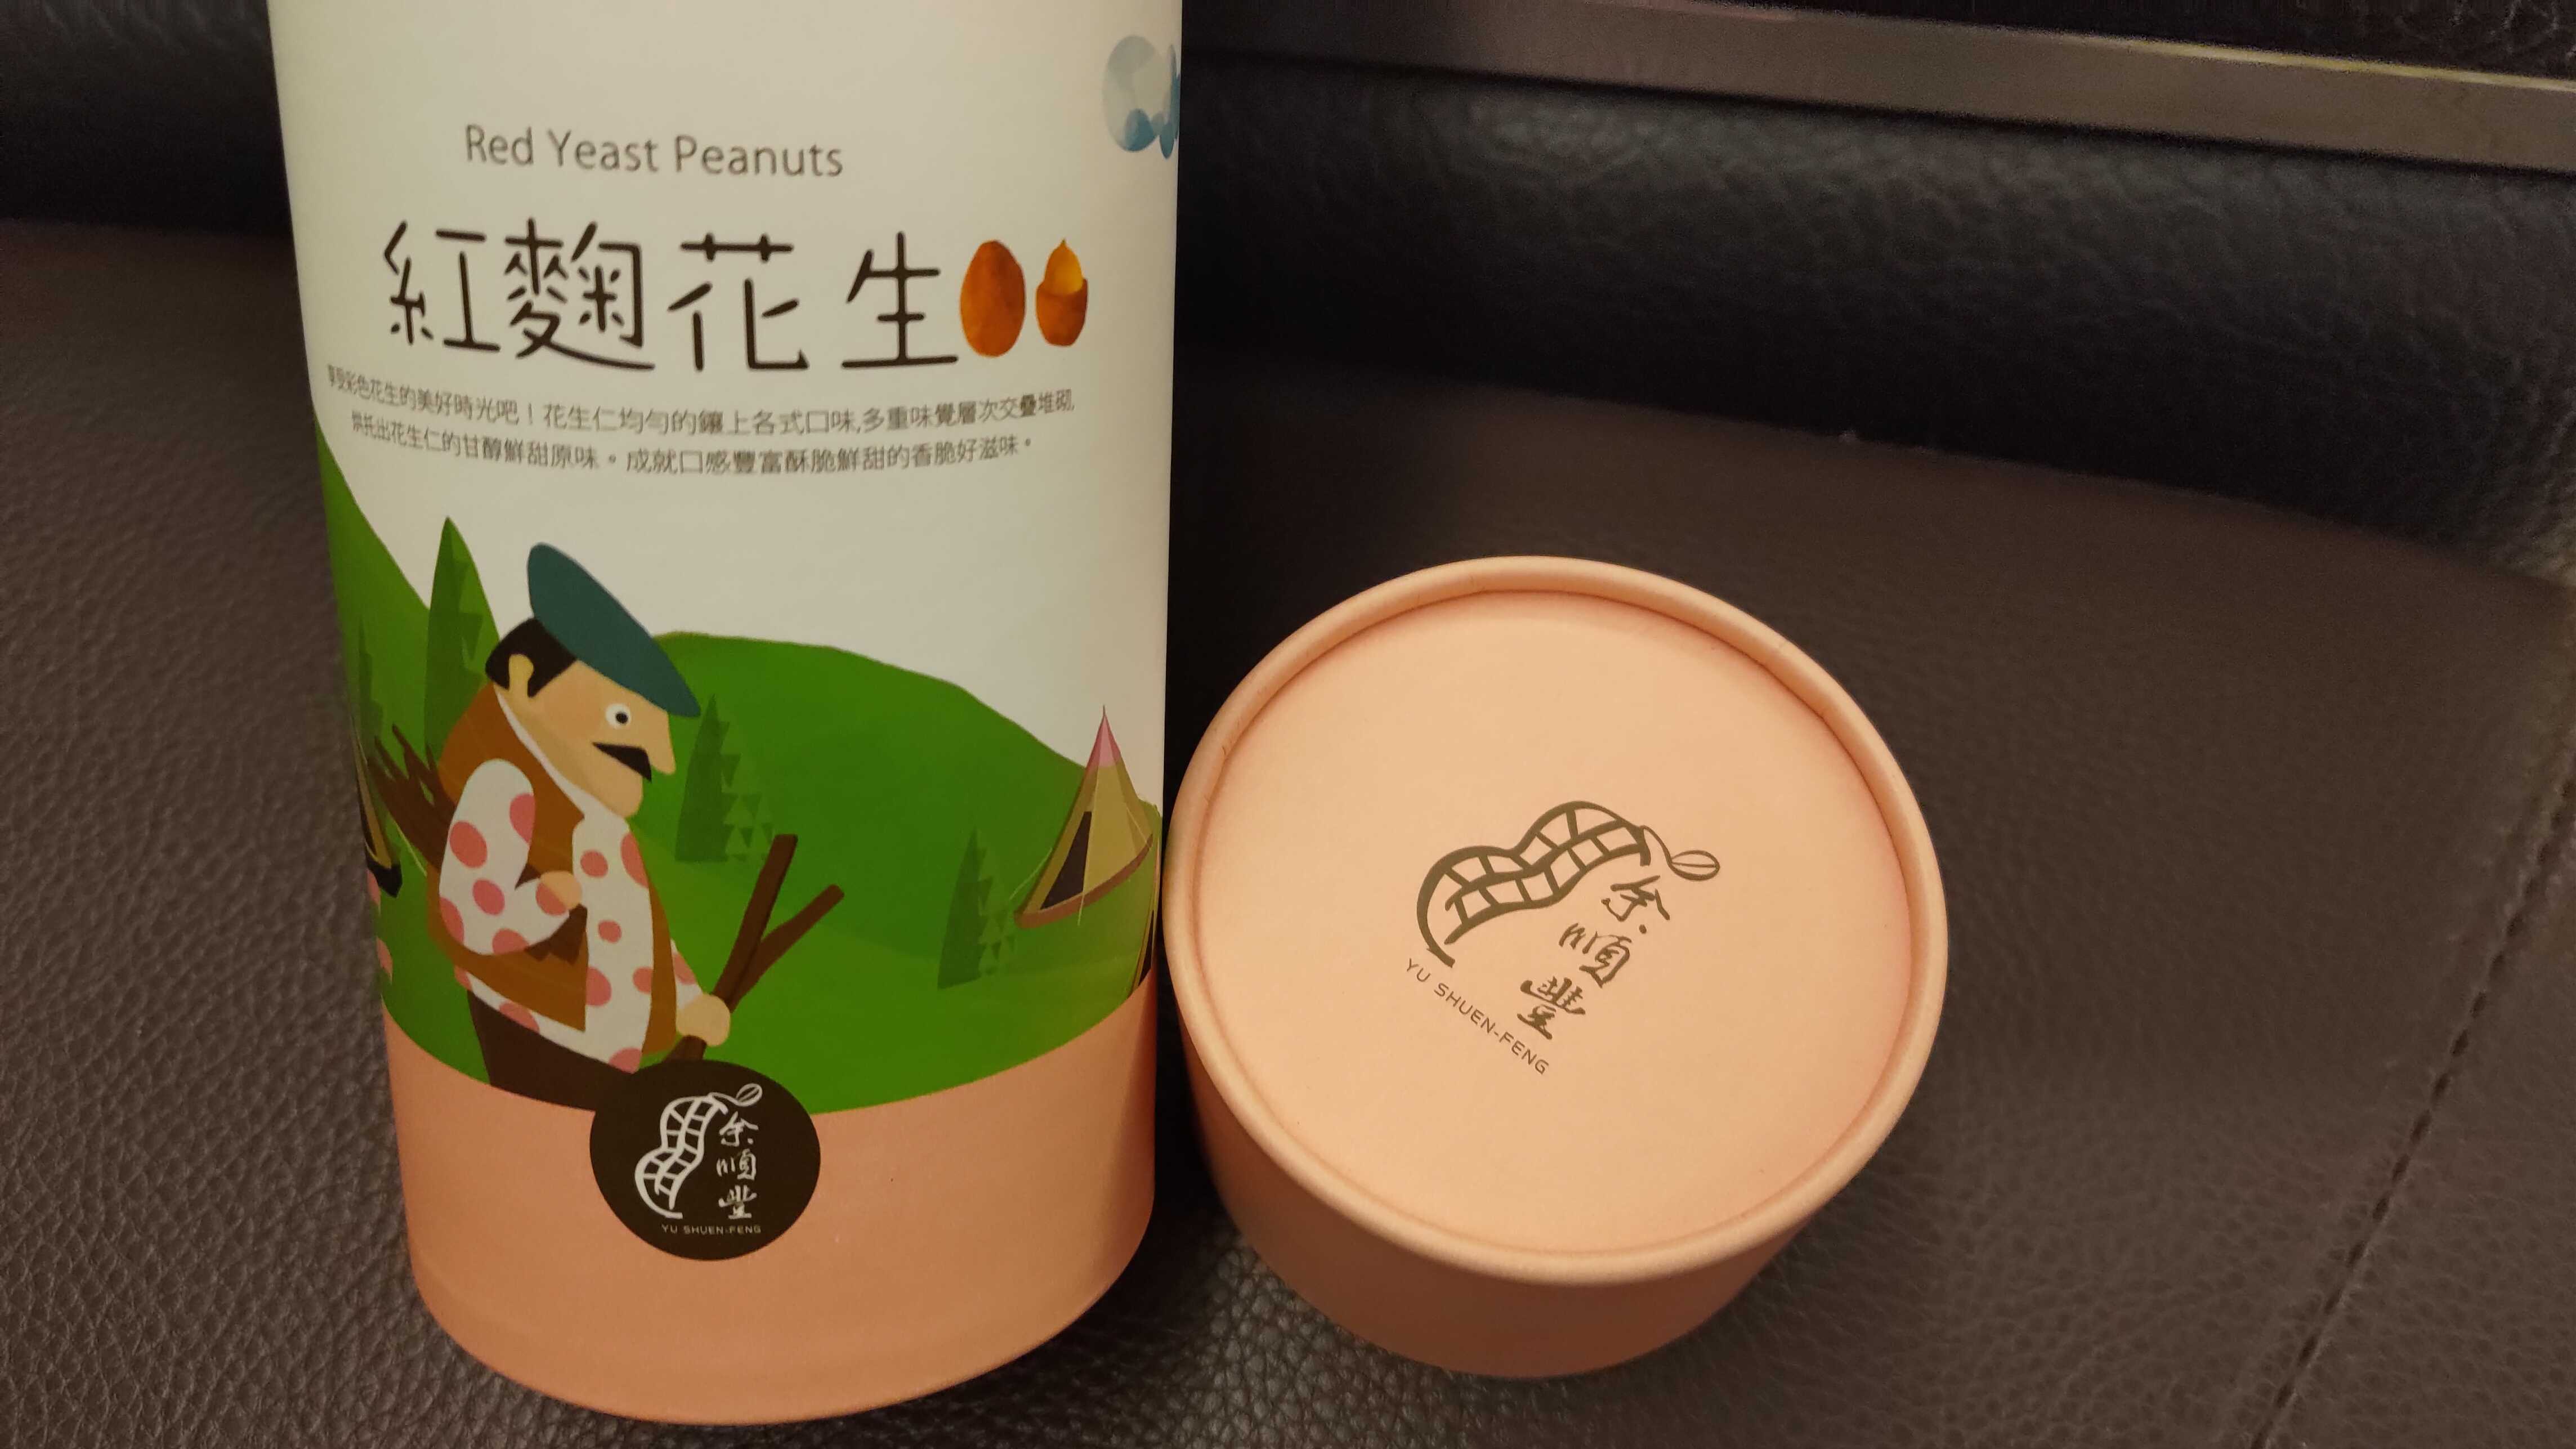 Red Yeast Peanuts
紅麴花生
享受彩色花生的美好時光吧！花生仁均勻的鑲上各式口味,多重味覺層次交疊堆砌,
烘托出花生仁的甘醇鮮甜原味。成就口感豐富酥脆鮮甜的香脆好滋味。
余順豐
YU SHUEN-FENG
余順豐
YU SHUEN-FENG